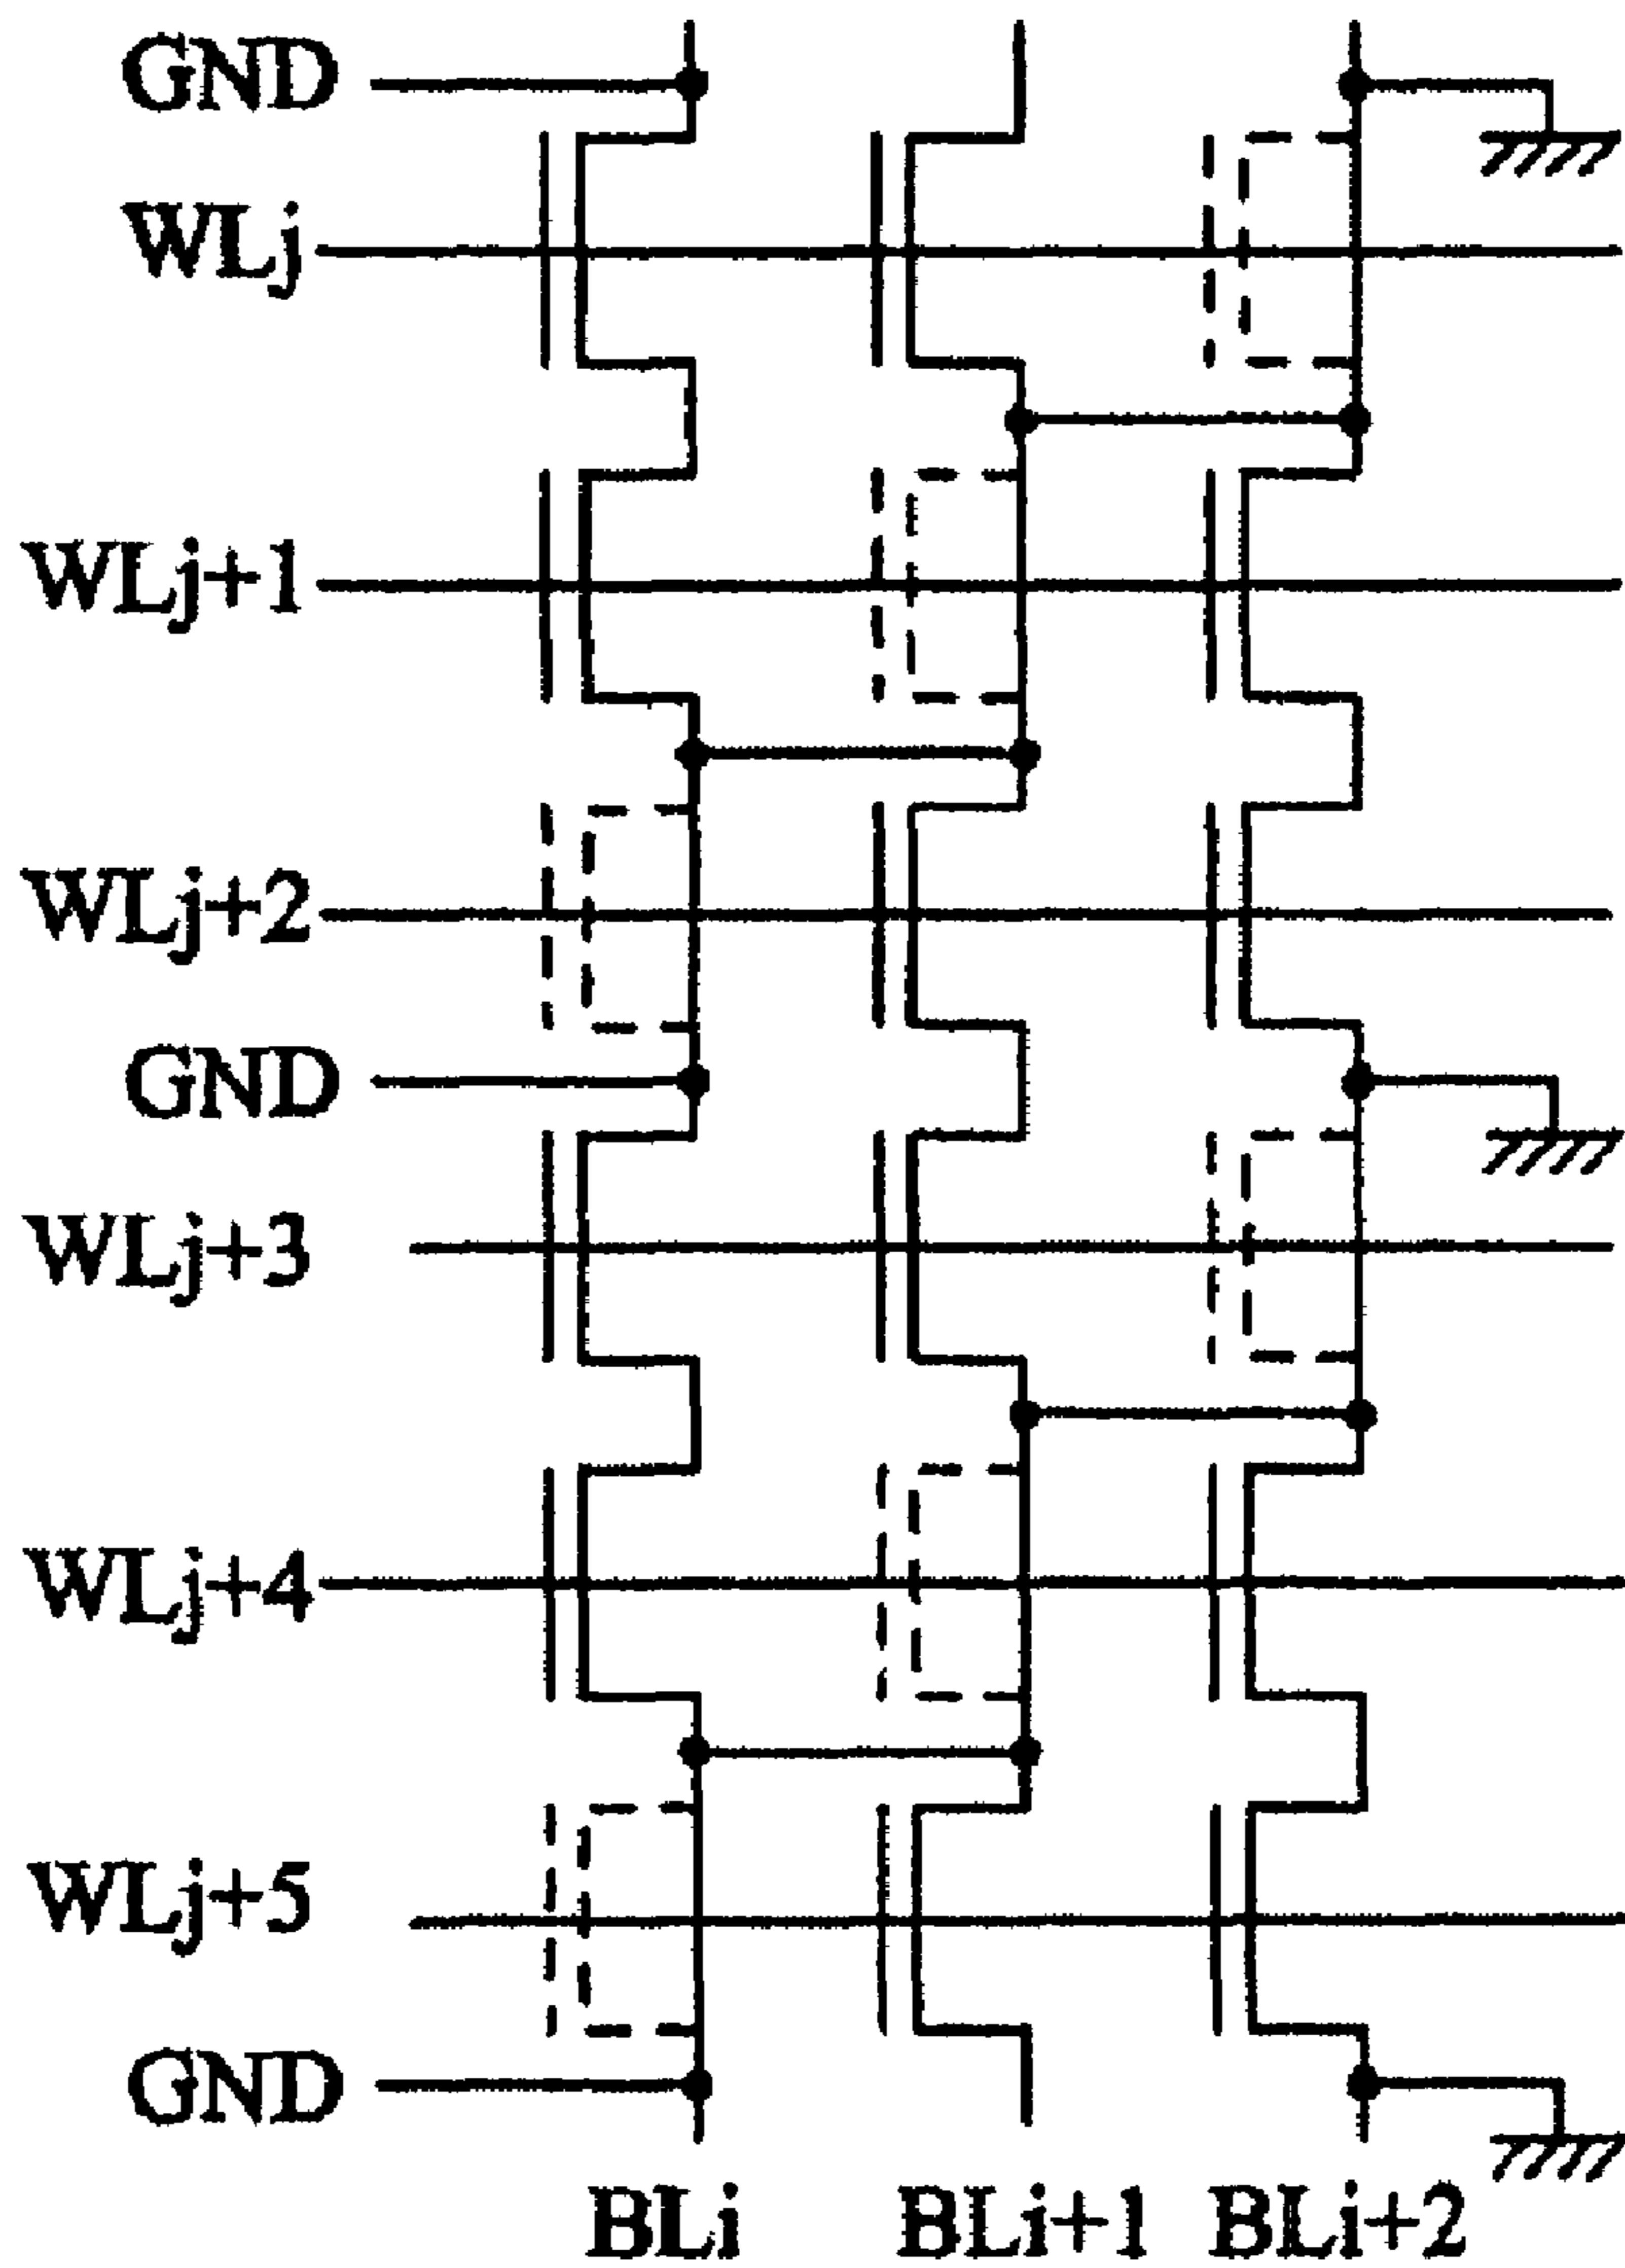 GND
WLj
WLj+1
WLj+2
GND
WLj+3
WLj+4
WLj+5
GND
BLi BLi+1 BLi+2